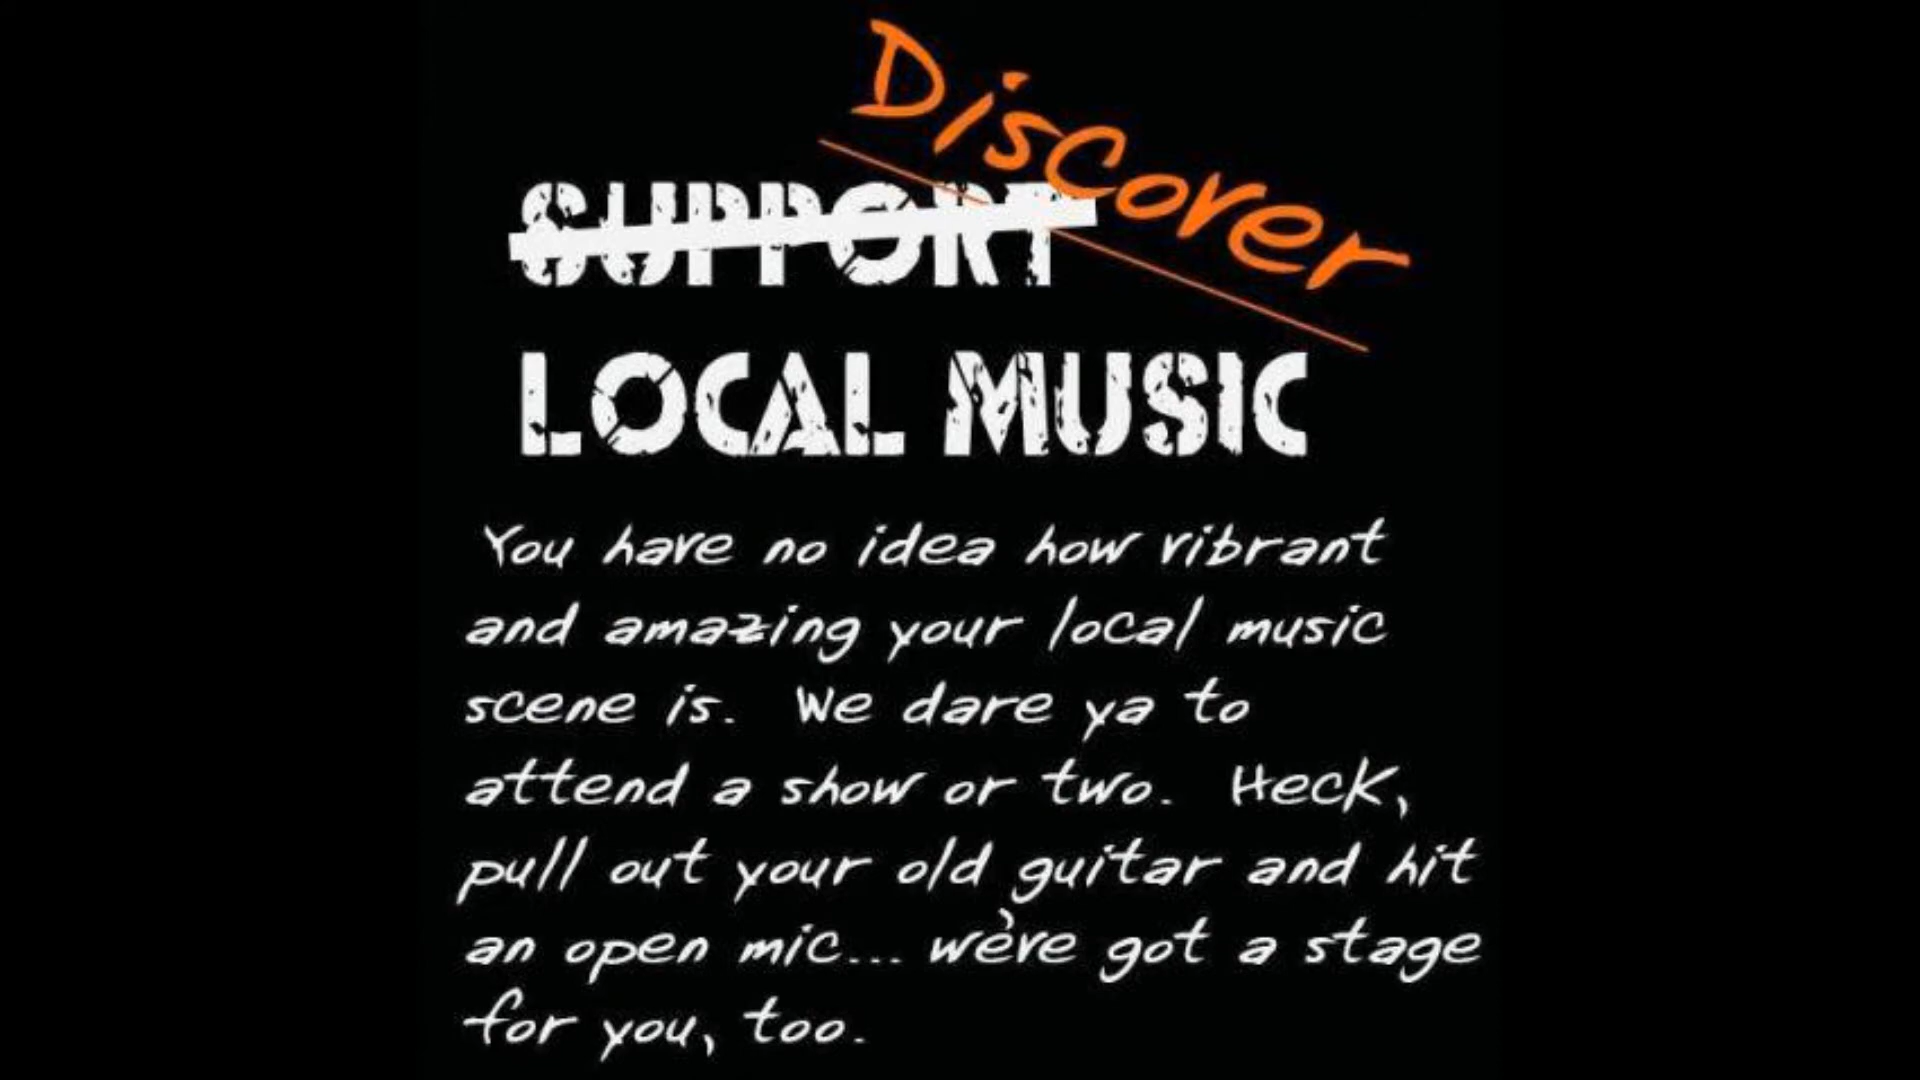 Discover
SUPPORT
LOCAL MUSIC
You have no idea how vibrant
and amazing your local music
scene is. We dare ya to
attend a show or two. Heck,
pull out your old guitar and hit
an open mic... we've got a stage
for you, too.